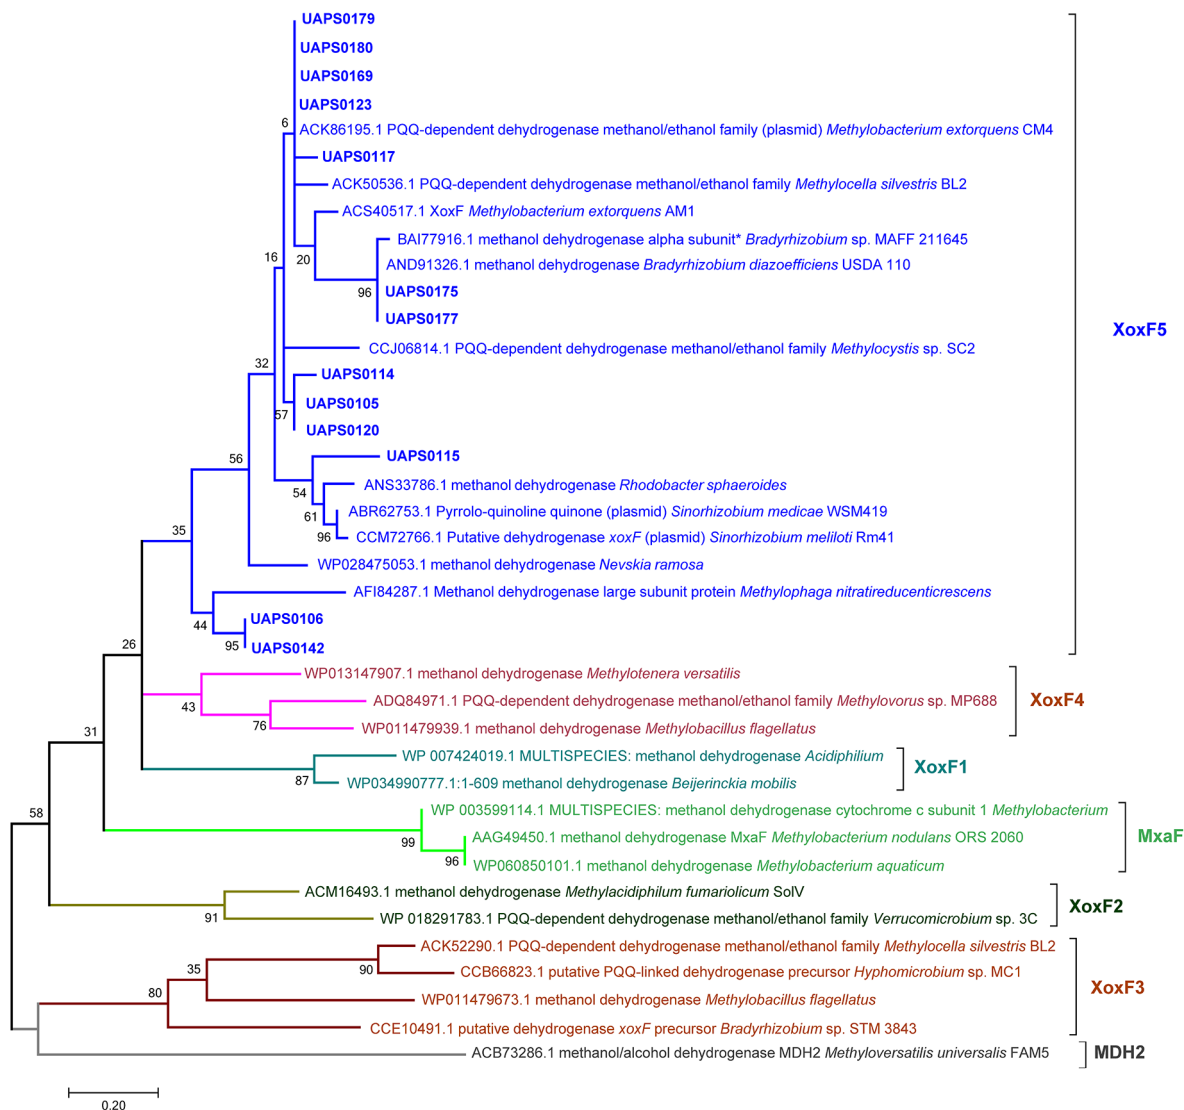 UAPS0179
UAPS0180
UAPS0169
UAPS0123
6
ACK86195.1 PQQ-dependent dehydrogenase methanol/ethanol family (plasmid) Methylobacterium extorquens CM4
UAPS0117
ACK50536.1 PQQ-dependent dehydrogenase methanol/ethanol family Methylocella silvestris BL2
ACS40517.1 XoxF Methylobacterium extorquens AM1
BAI77916.1 methanol dehydrogenase alpha subunit* Bradyrhizobium sp. MAFF 211645
16
20
AND91326.1 methanol dehydrogenase Bradyrhizobium diazoefficiens USDA 110
96
UAPS0175
UAPS0177
XoxF5
CCJ06814.1 PQQ-dependent dehydrogenase methanol/ethanol family Methylocystis sp. SC2
32
UAPS0114
UAPS0105
57
UAPS0120
56
UAPS0115
ANS33786.1 methanol dehydrogenase Rhodobacter sphaeroides
54
ABR62753.1 Pyrrolo-quinoline quinone (plasmid) Sinorhizobium medicae WSM419
61
35
96
CCM72766.1 Putative dehydrogenase xoxF (plasmid) Sinorhizobium meliloti Rm41
WP028475053.1 methanol dehydrogenase Nevskia ramosa
AFI84287.1 Methanol dehydrogenase large subunit protein Methylophaga nitratireducenticrescens
44
UAPS0106
26
95
UAPS0142
WP013147907.1 methanol dehydrogenase Methylotenera versatilis
43
ADQ84971.1 PQQ-dependent dehydrogenase methanol/ethanol family Methylovorus sp. MP688
XoxF4
76
WP011479939.1 methanol dehydrogenase Methylobacillus flagellatus
31
WP 007424019.1 MULTISPECIES: methanol dehydrogenase Acidiphilium
XoxF1
87
WP034990777.1:1-609 methanol dehydrogenase Beijerinckia mobilis
58
WP 003599114.1 MULTISPECIES: methanol dehydrogenase cytochrome c subunit 1 Methylobacterium
99
AAG49450.1 methanol dehydrogenase MxaF Methylobacterium nodulans ORS 2060
MxaF
96
WP060850101.1 methanol dehydrogenase Methylobacterium aquaticum
ACM16493.1 methanol dehydrogenase Methylacidiphilum fumariolicum SolV
XoxF2
91
WP 018291783.1 PQQ-dependent dehydrogenase methanol/ethanol family Verrucomicrobium sp. 3C
ACK52290.1 PQQ-dependent dehydrogenase methanol/ethanol family Methylocella silvestris BL2
35
90
CCB66823.1 putative PQQ-linked dehydrogenase precursor Hyphomicrobium sp. MC1
XoxF3
80
WP011479673.1 methanol dehydrogenase Methylobacillus flagellatus
CCE10491.1 putative dehydrogenase xoxF precursor Bradyrhizobium sp. STM 3843
ACB73286.1 methanol/alcohol dehydrogenase MDH2 Methyloversatilis universalis FAM5
MDH2
0.20